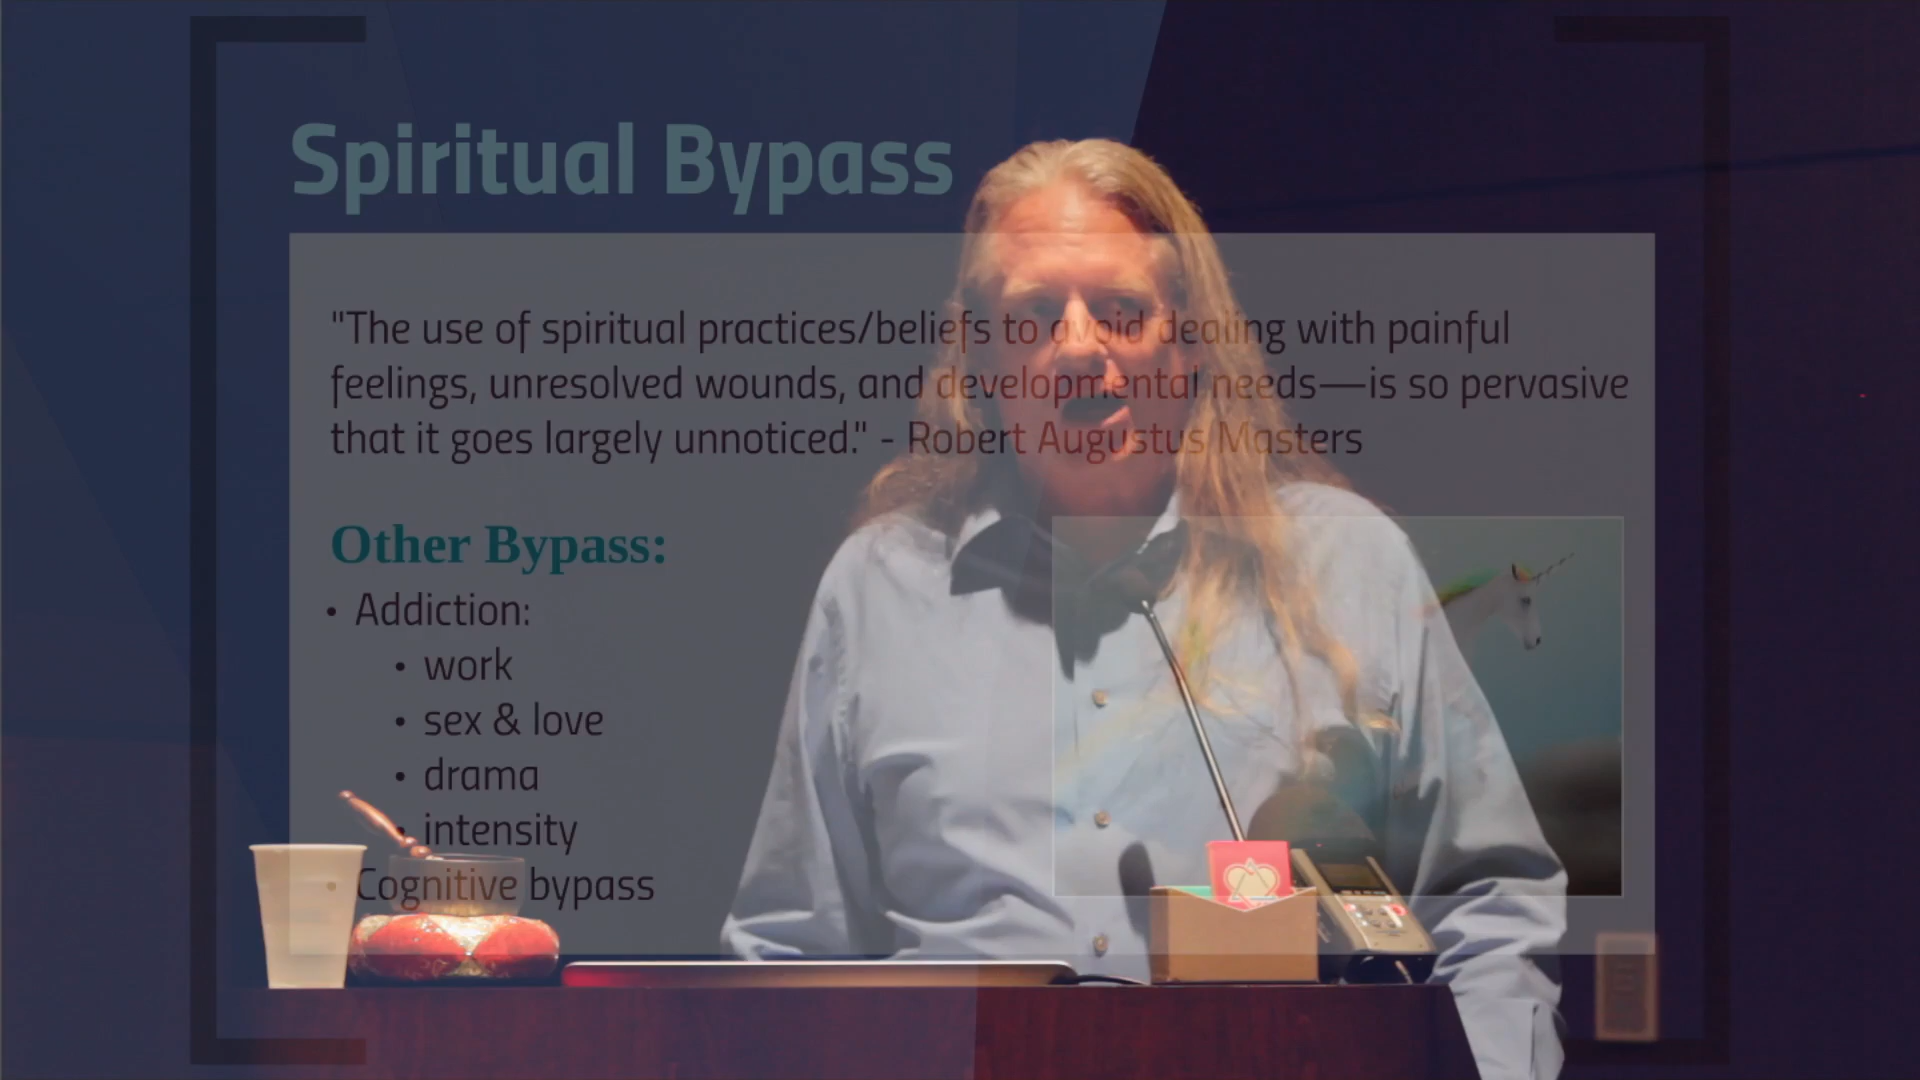 Spiritual Bypass
"The use of spiritual practices/beliefs to avoid dealing with painful
feelings, unresolved wounds, and developmental needs—is so pervasive
that it goes largely unnoticed." - Robert Augustus Masters
Other Bypass:
• Addiction:
• work
• sex & love
• drama
• intensity
• Cognitive bypass